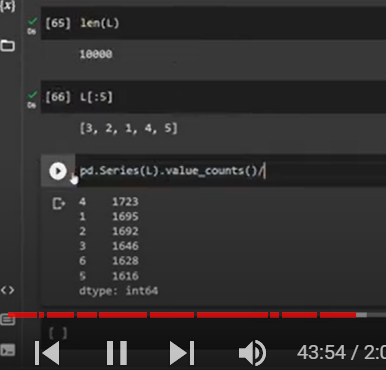 {x}
[65] len(L)
10000
[66] L[:5]
[3, 2, 1, 4, 5]
pd.Series(L).value_counts()/
4 1723
1 1695
2 1692
3 1646
6 1628
5 1616
dtype: int64
[ ]
43:54 / 2:0